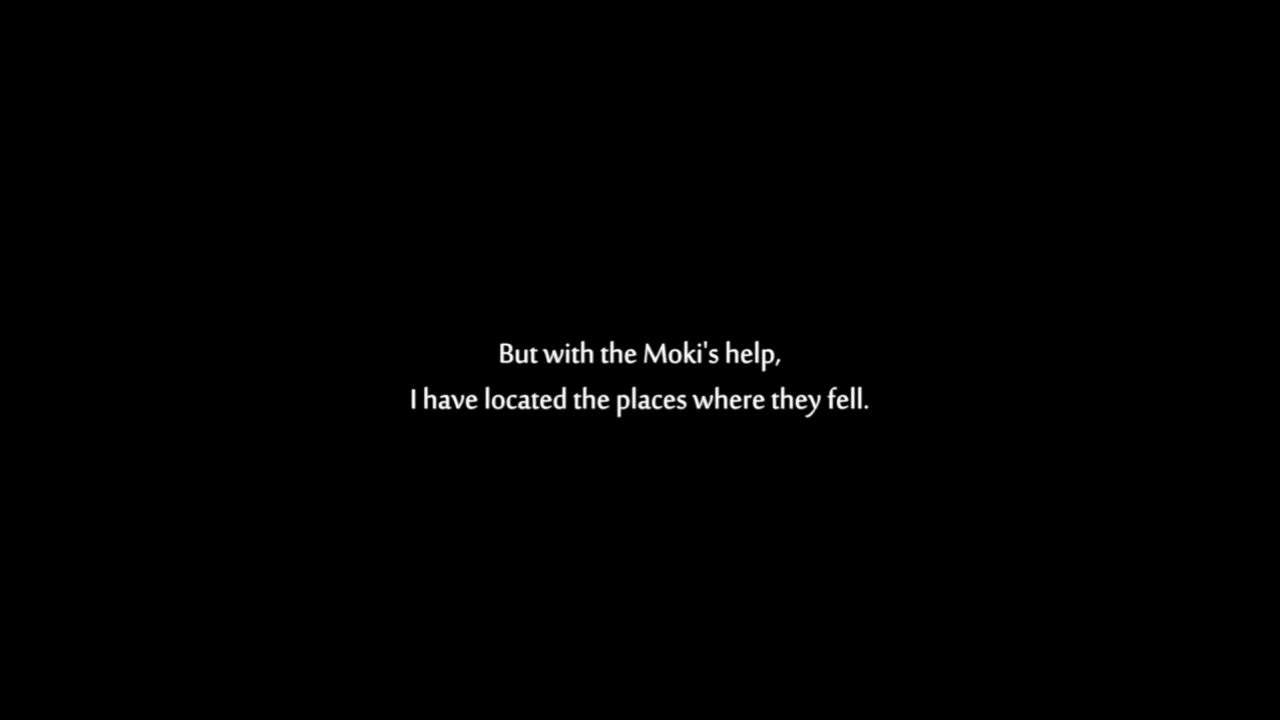 But with the Moki's help,
I have located the places where they fell.